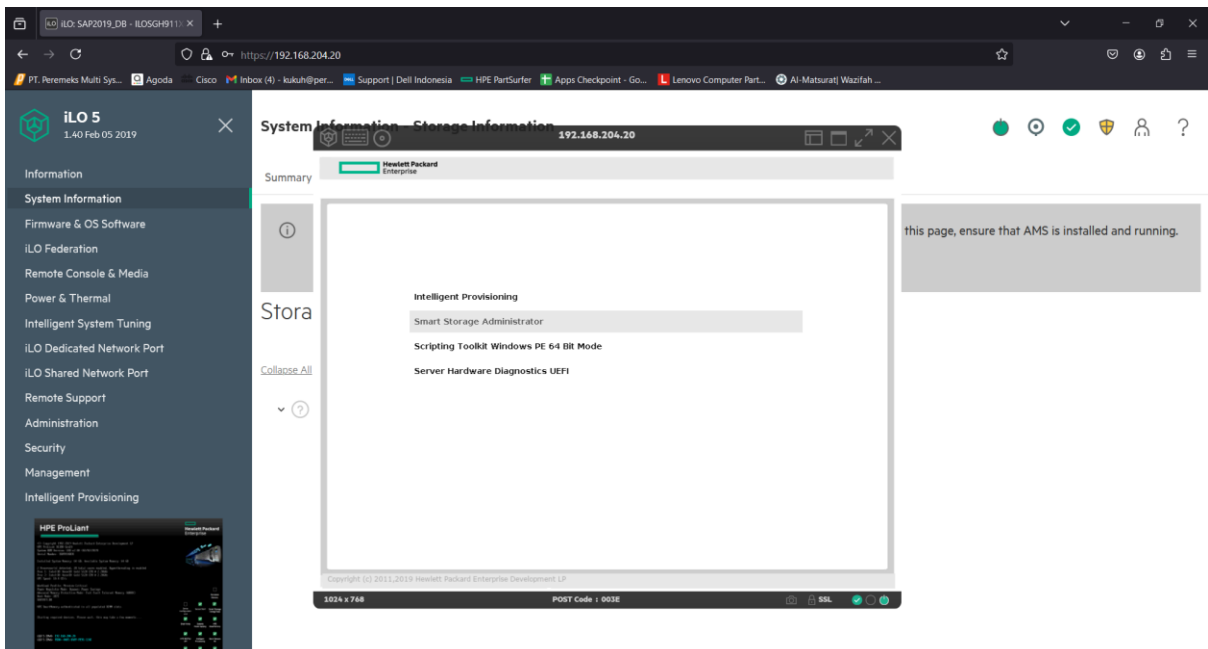 iLO: SAP2019_DB - ILOSGH911
https://192.168.204.20
PT. Peremeks Multi Sys...
Agoda
Cisco
Inbox (4) - kukuh@per...
Support | Dell Indonesia
HPE PartSurfer
Apps Checkpoint - Go...
Lenovo Computer Part...
Al-Matsurat| Wazifah ...
iLO 5
1.40 Feb 05 2019
Information
System Information
Firmware & OS Software
iLO Federation
Remote Console & Media
Power & Thermal
Intelligent System Tuning
iLO Dedicated Network Port
iLO Shared Network Port
Remote Support
Administration
Security
Management
Intelligent Provisioning
HPE ProLiant
Hewlett Packard
Enterprise
System Information - Storage Information
Summary
this page, ensure that AMS is installed and running.
Stora
Collapse All
192.168.204.20
Hewlett Packard
Enterprise
Intelligent Provisioning
Smart Storage Administrator
Scripting Toolkit Windows PE 64 Bit Mode
Server Hardware Diagnostics UEFI
Copyright (c) 2011,2019 Hewlett Packard Enterprise Development LP
1024 x 768
POST Code : 003E
SSL